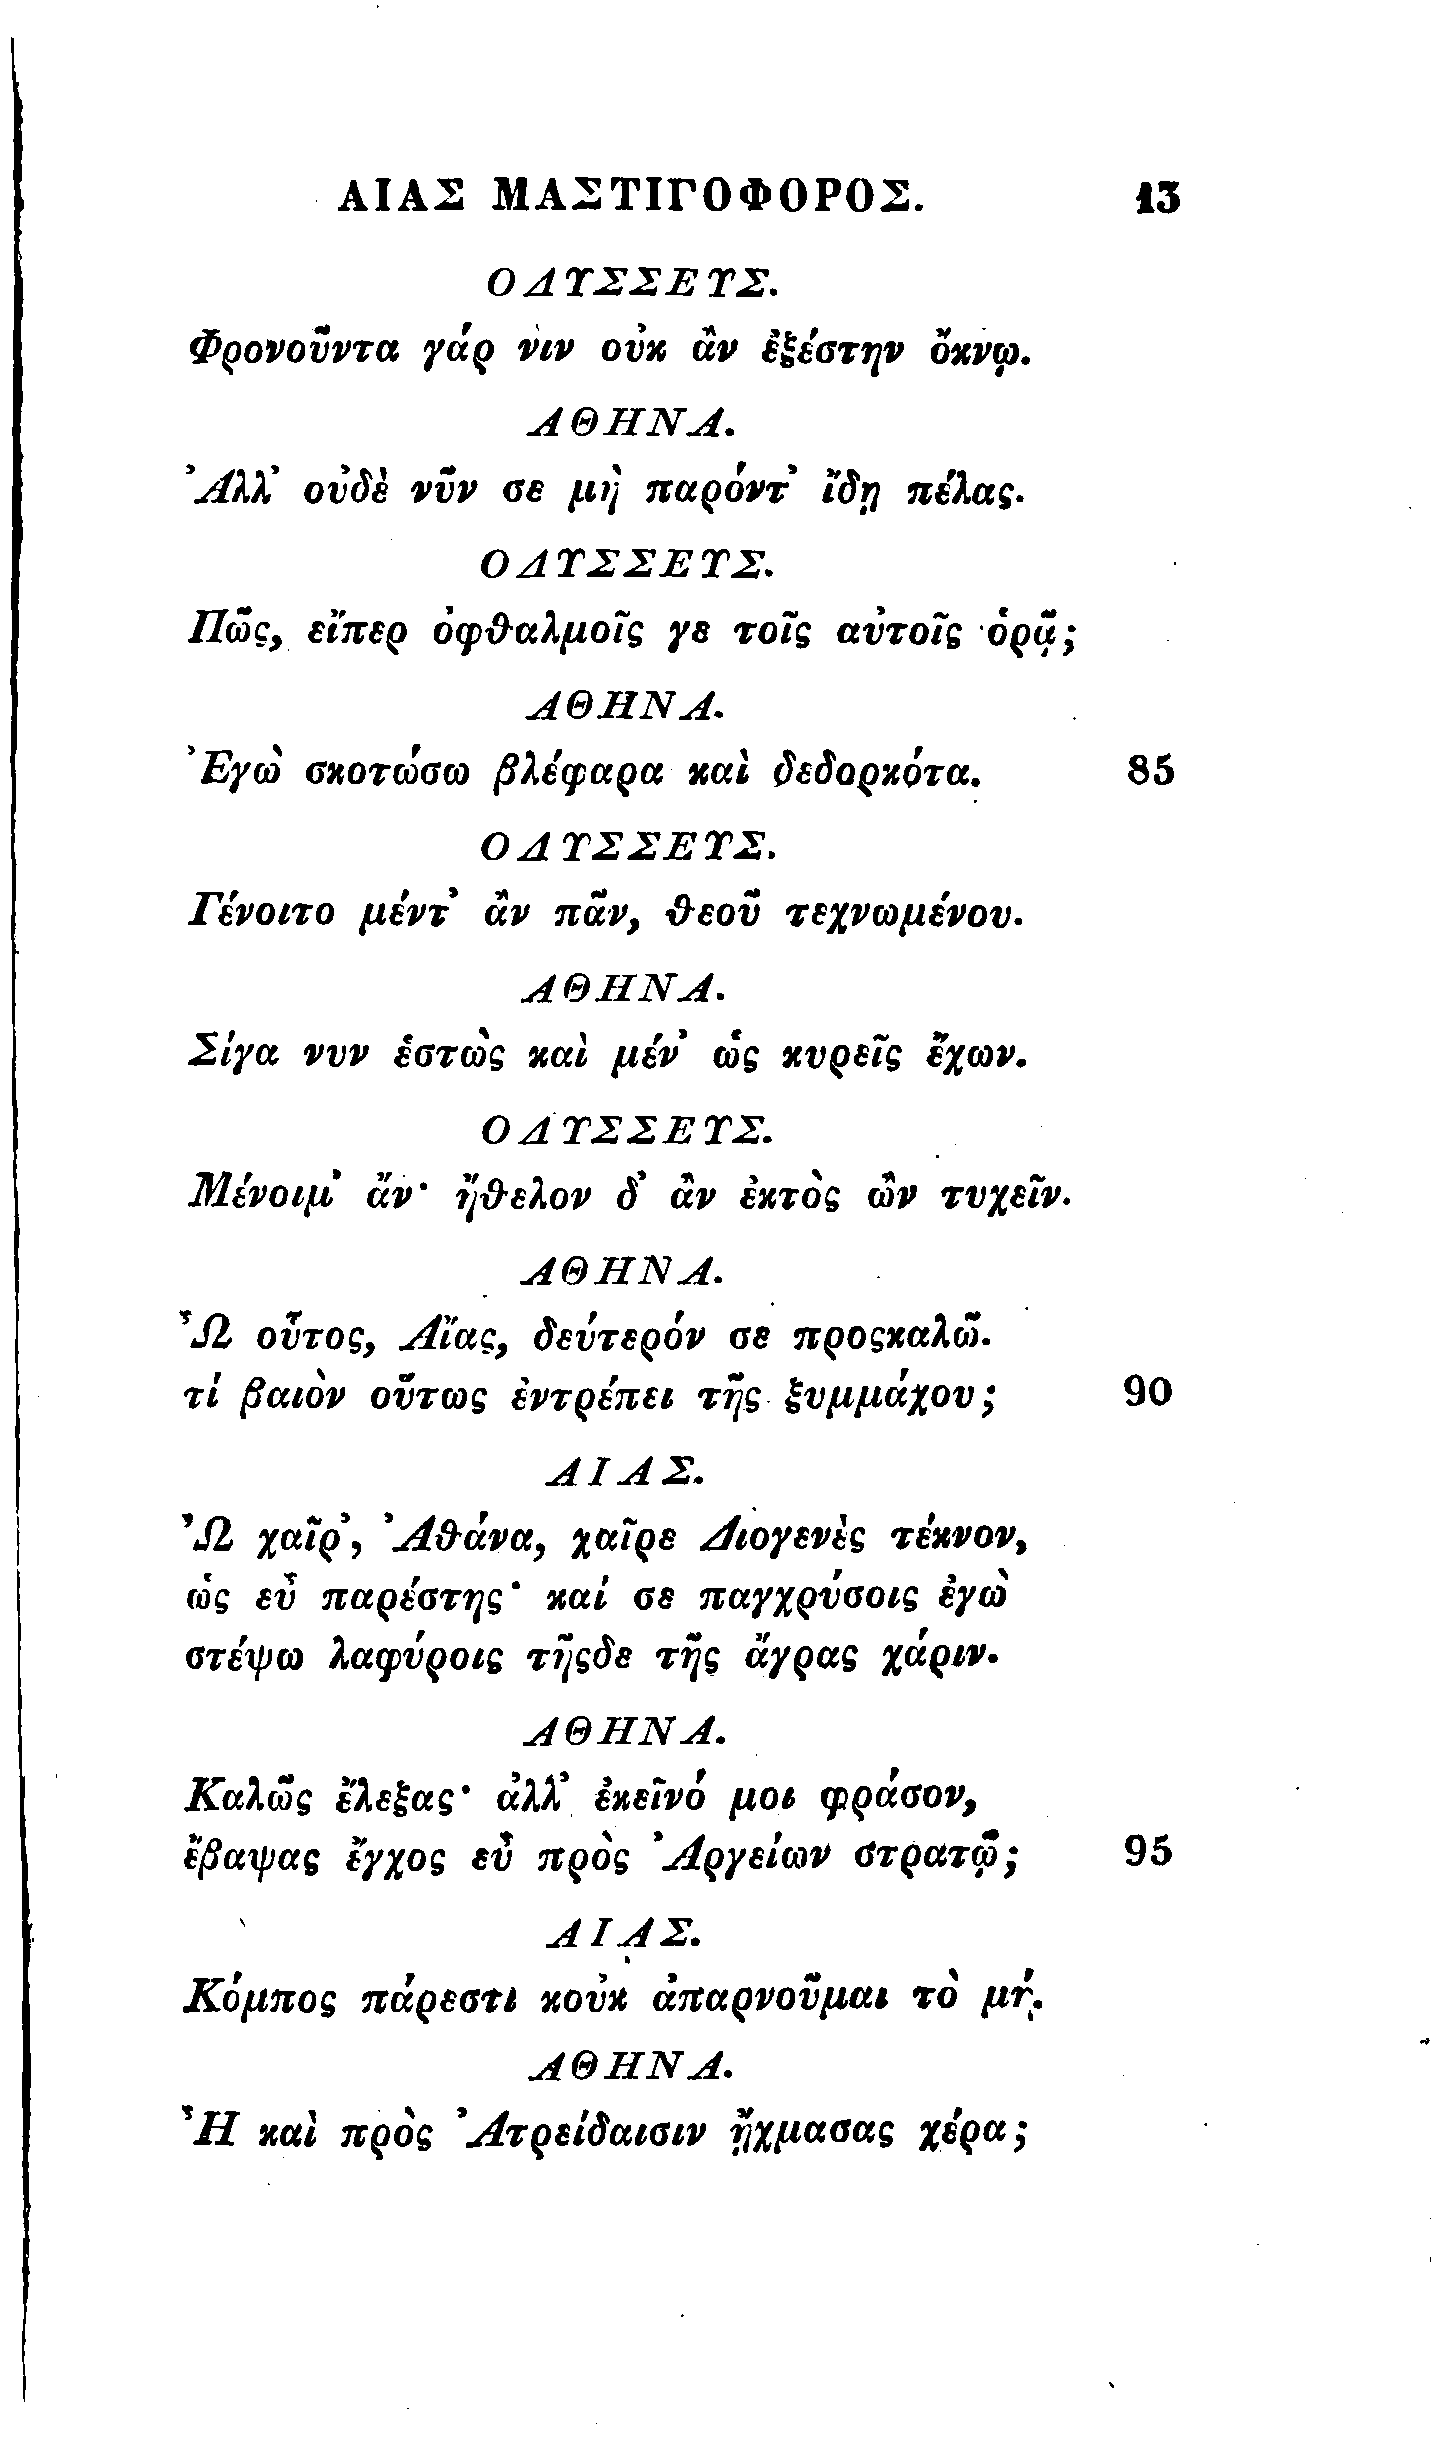 ΑΙΑΣ ΜΑΣΤΙΓΟΦΟΡΟΣ. 13
ΟΔΥΣΣΕΥΣ.
Φρονοῦντα γάρ νιν οὐκ ἂν ἐξέστην ὄκνῳ.
ΑΘΗΝΑ.
Ἀλλ’ οὐδὲ νῦν σε μὴ παρόντ’ ἴδῃ πέλας.
ΟΔΥΣΣΕΥΣ.
Πῶς, εἴπερ ὀφθαλμοῖς γε τοῖς αὐτοῖς ὁρᾷ;
ΑΘΗΝΑ.
Ἐγὼ σκοτώσω βλέφαρα καὶ δεδορκότα. 85
ΟΔΥΣΣΕΥΣ.
Γένοιτο μέντ’ ἂν πᾶν, θεοῦ τεχνωμένου.
ΑΘΗΝΑ.
Σίγα νυν ἑστὼς καὶ μέν’ ὡς κυρεῖς ἔχων.
ΟΔΥΣΣΕΥΣ.
Μένοιμ’ ἄν· ἤθελον δ’ ἂν ἐκτὸς ὢν τυχεῖν.
ΑΘΗΝΑ.
Ὦ οὗτος, Αἴας, δεύτερόν σε προςκαλῶ.
τί βαιὸν οὕτως ἐντρέπει τῆς ξυμμάχου; 90
ΑΙΑΣ.
Ὦ χαῖρ’, Ἀθάνα, χαῖρε Διογενὲς τέκνον,
ὡς εὖ παρέστης· καί σε παγχρύσοις ἐγὼ
στέψω λαφύροις τῆςδε τῆς ἄγρας χάριν.
ΑΘΗΝΑ.
Καλῶς ἔλεξας· ἀλλ’ ἐκεῖνό μοι φράσον,
ἔβαψας ἔγχος εὖ πρὸς Ἀργείων στρατῷ; 95
ΑΙΑΣ.
Κόμπος πάρεστι κοὐκ ἀπαρνοῦμαι τὸ μή.
ΑΘΗΝΑ.
Ἦ καὶ πρὸς Ἀτρείδαισιν ᾔχμασας χέρα;